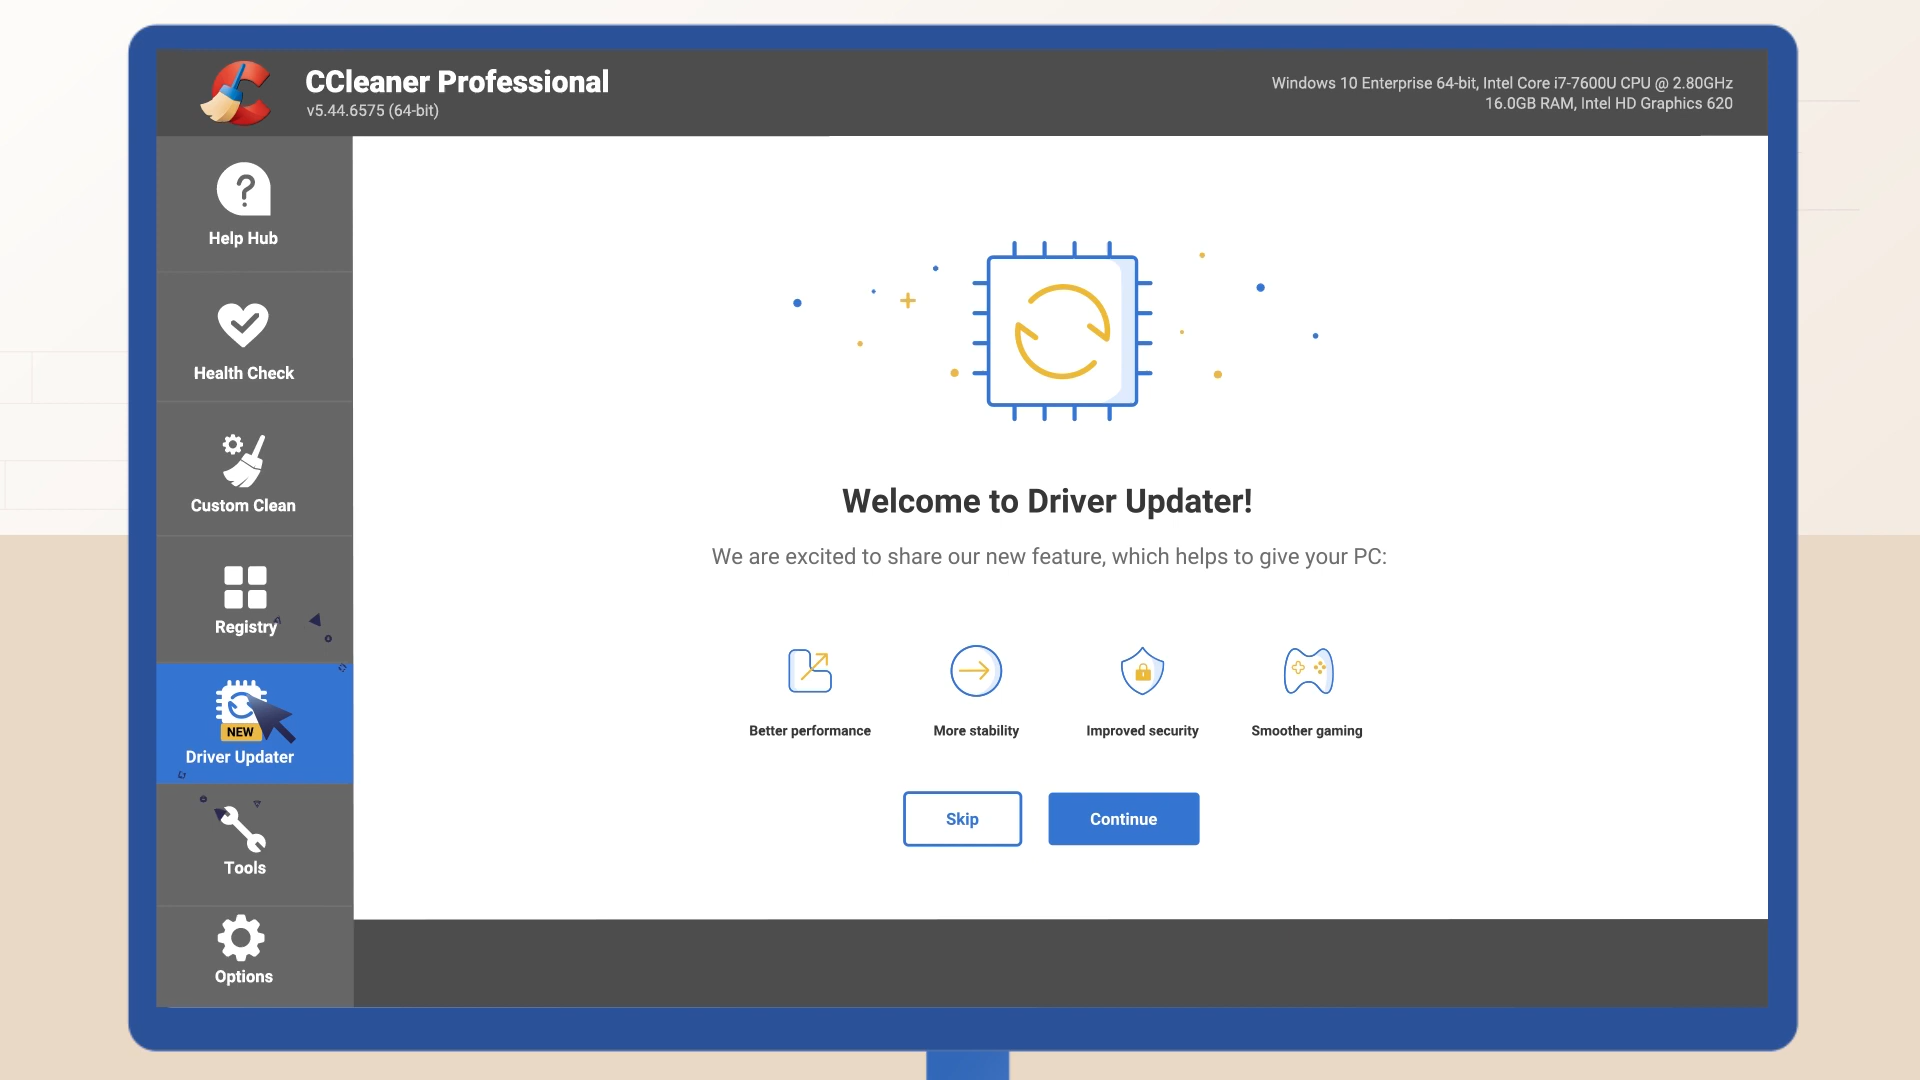 CCleaner Professional
v5.44.6575 (64-bit)
Windows 10 Enterprise 64-bit, Intel Core i7-7600U CPU @ 2.80GHz
16.0GB RAM, Intel HD Graphics 620
Help Hub
Health Check
Custom Clean
Registry
NEW
Driver Updater
Tools
Options
Welcome to Driver Updater!
We are excited to share our new feature, which helps to give your PC:
Better performance
More stability
Improved security
Smoother gaming
Skip
Continue